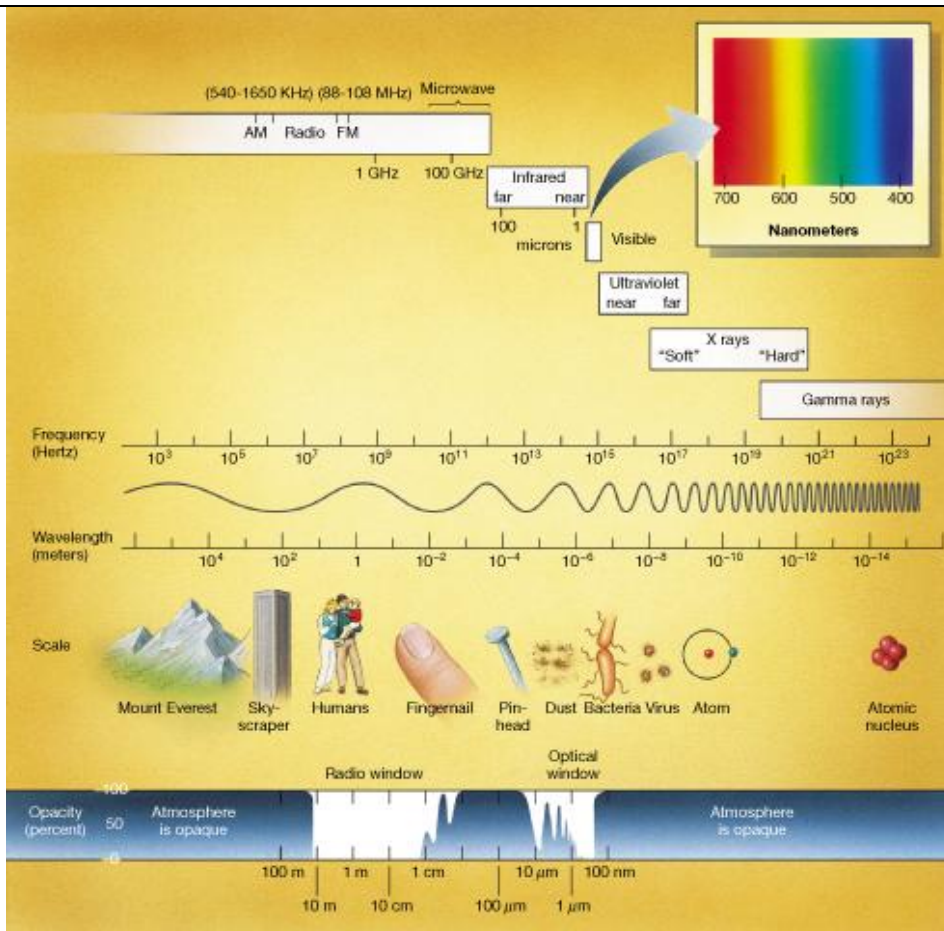 (540-1650 KHz) (88-108 MHz) Microwave
AM Radio FM
1 GHz 100 GHz
Infrared
far near
100 1
microns
Visible
700 600 500 400
Nanometers
Ultraviolet
near far
X rays
"Soft" "Hard"
Gamma rays
Frequency
(Hertz)
10³ 10⁵ 10⁷ 10⁹ 10¹¹ 10¹³ 10¹⁵ 10¹⁷ 10¹⁹ 10²¹ 10²³
Wavelength
(meters)
10⁴ 10² 1 10⁻² 10⁻⁴ 10⁻⁶ 10⁻⁸ 10⁻¹⁰ 10⁻¹² 10⁻¹⁴
Scale
Mount Everest
Sky-
scraper
Humans
Fingernail
Pin-
head
Dust
Bacteria
Virus
Atom
Atomic
nucleus
Radio window
Optical
window
Opacity
(percent)
100
50
0
Atmosphere
is opaque
Atmosphere
is opaque
100 m 1 m 1 cm 10 μm 100 nm
10 m 10 cm 100 μm 1 μm